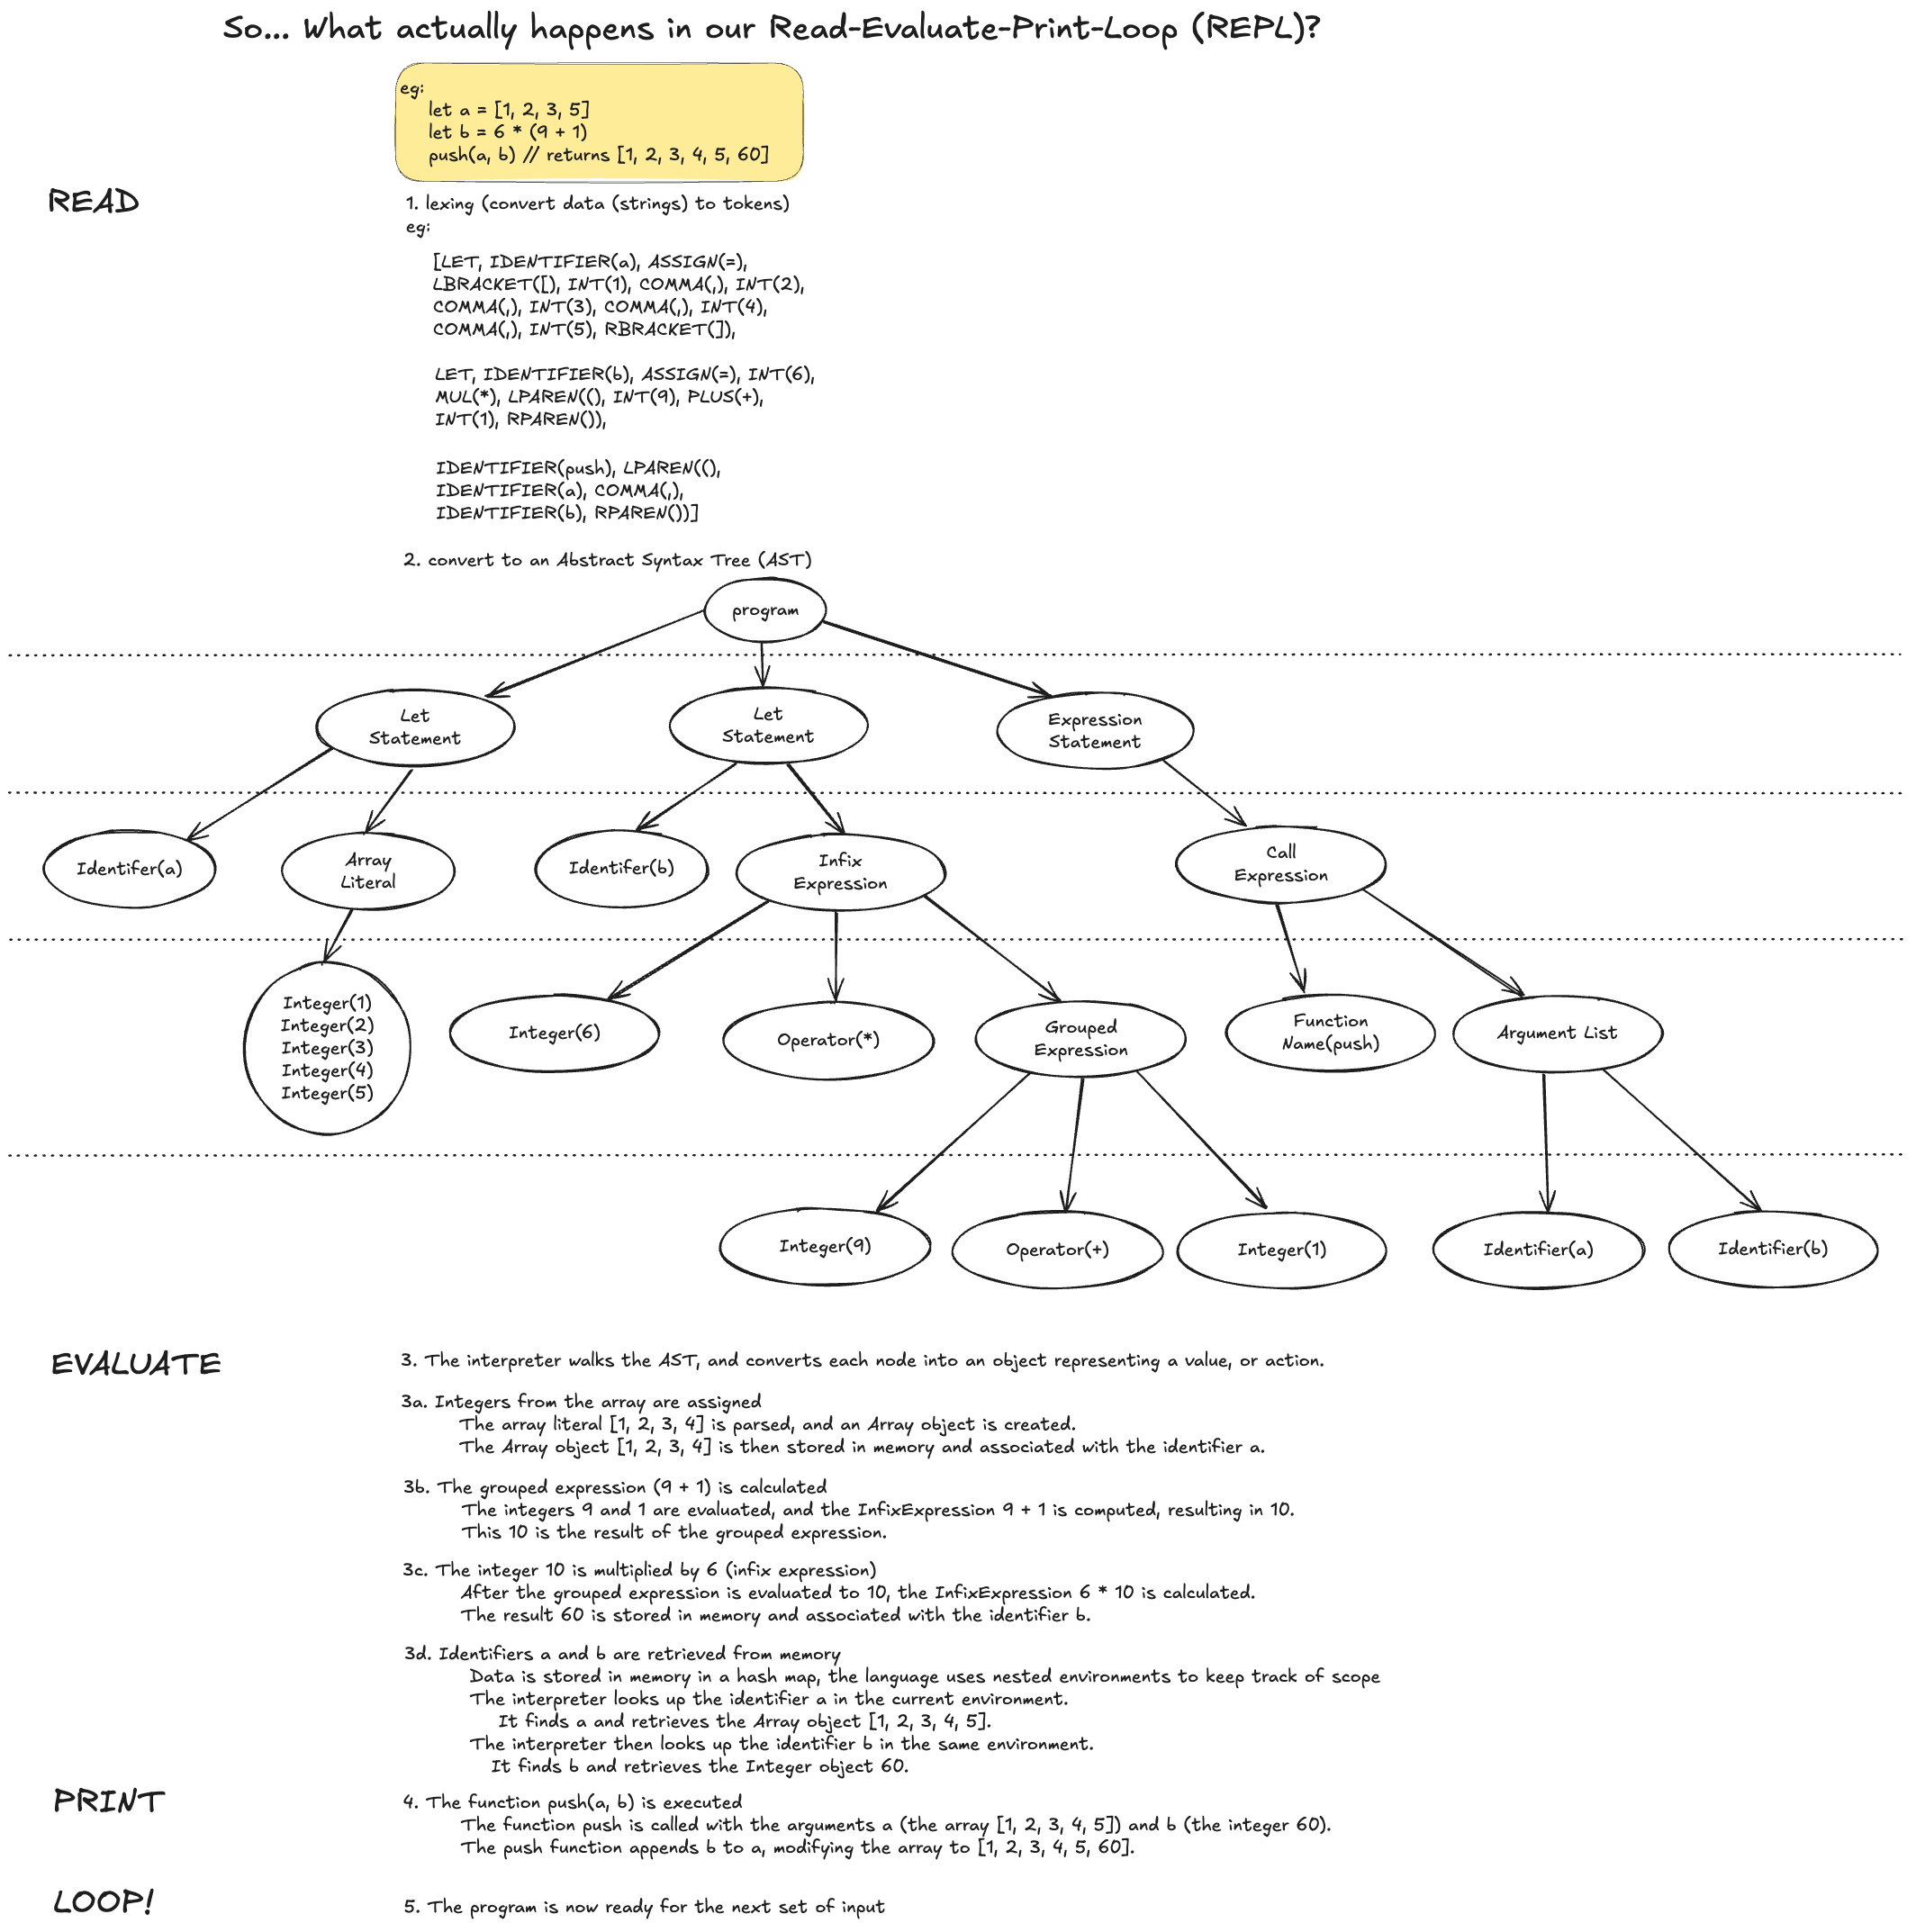 So... What actually happens in our Read-Evaluate-Print-Loop (REPL)?
eg:
let a = [1, 2, 3, 5]
let b = 6 * (9 + 1)
push(a, b) // returns [1, 2, 3, 4, 5, 60]
READ
1. lexing (convert data (strings) to tokens)
eg:
[LET, IDENTIFIER(a), ASSIGN(=),
LBRACKET([), INT(1), COMMA(,), INT(2),
COMMA(,), INT(3), COMMA(,), INT(4),
COMMA(,), INT(5), RBRACKET(]),
LET, IDENTIFIER(b), ASSIGN(=), INT(6),
MUL(*), LPAREN((), INT(9), PLUS(+),
INT(1), RPAREN()),
IDENTIFIER(push), LPAREN((),
IDENTIFIER(a), COMMA(,),
IDENTIFIER(b), RPAREN())]
2. convert to an Abstract Syntax Tree (AST)
program
Let
Statement
Let
Statement
Expression
Statement
Identifer(a)
Array
Literal
Identifer(b)
Infix
Expression
Call
Expression
Integer(1)
Integer(2)
Integer(3)
Integer(4)
Integer(5)
Integer(6)
Operator(*)
Grouped
Expression
Function
Name(push)
Argument List
Integer(9)
Operator(+)
Integer(1)
Identifier(a)
Identifier(b)
EVALUATE
3. The interpreter walks the AST, and converts each node into an object representing a value, or action.
3a. Integers from the array are assigned
The array literal [1, 2, 3, 4] is parsed, and an Array object is created.
The Array object [1, 2, 3, 4] is then stored in memory and associated with the identifier a.
3b. The grouped expression (9 + 1) is calculated
The integers 9 and 1 are evaluated, and the InfixExpression 9 + 1 is computed, resulting in 10.
This 10 is the result of the grouped expression.
3c. The integer 10 is multiplied by 6 (infix expression)
After the grouped expression is evaluated to 10, the InfixExpression 6 * 10 is calculated.
The result 60 is stored in memory and associated with the identifier b.
3d. Identifiers a and b are retrieved from memory
Data is stored in memory in a hash map, the language uses nested environments to keep track of scope
The interpreter looks up the identifier a in the current environment.
It finds a and retrieves the Array object [1, 2, 3, 4, 5].
The interpreter then looks up the identifier b in the same environment.
It finds b and retrieves the Integer object 60.
PRINT
4. The function push(a, b) is executed
The function push is called with the arguments a (the array [1, 2, 3, 4, 5]) and b (the integer 60).
The push function appends b to a, modifying the array to [1, 2, 3, 4, 5, 60].
LOOP!
5. The program is now ready for the next set of input